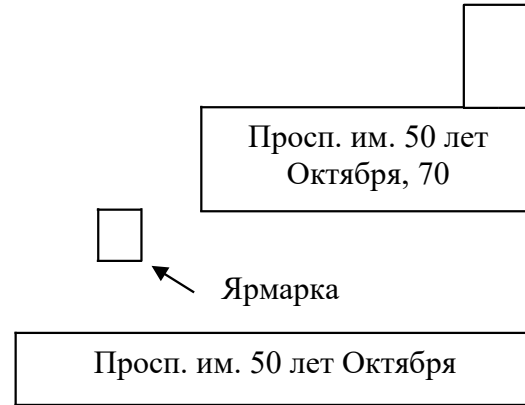 Просп. им. 50 лет
Октября, 70
Ярмарка
Просп. им. 50 лет Октября